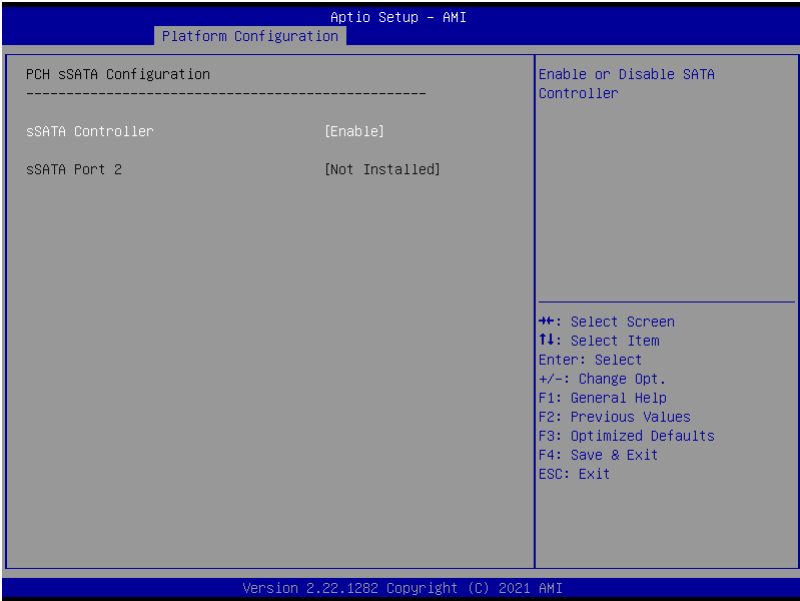 Aptio Setup – AMI
Platform Configuration
PCH sSATA Configuration
--------------------------------------------------
sSATA Controller [Enable]
sSATA Port 2 [Not Installed]
Enable or Disable SATA
Controller
→←: Select Screen
↑↓: Select Item
Enter: Select
+/-: Change Opt.
F1: General Help
F2: Previous Values
F3: Optimized Defaults
F4: Save & Exit
ESC: Exit
Version 2.22.1282 Copyright (C) 2021 AMI